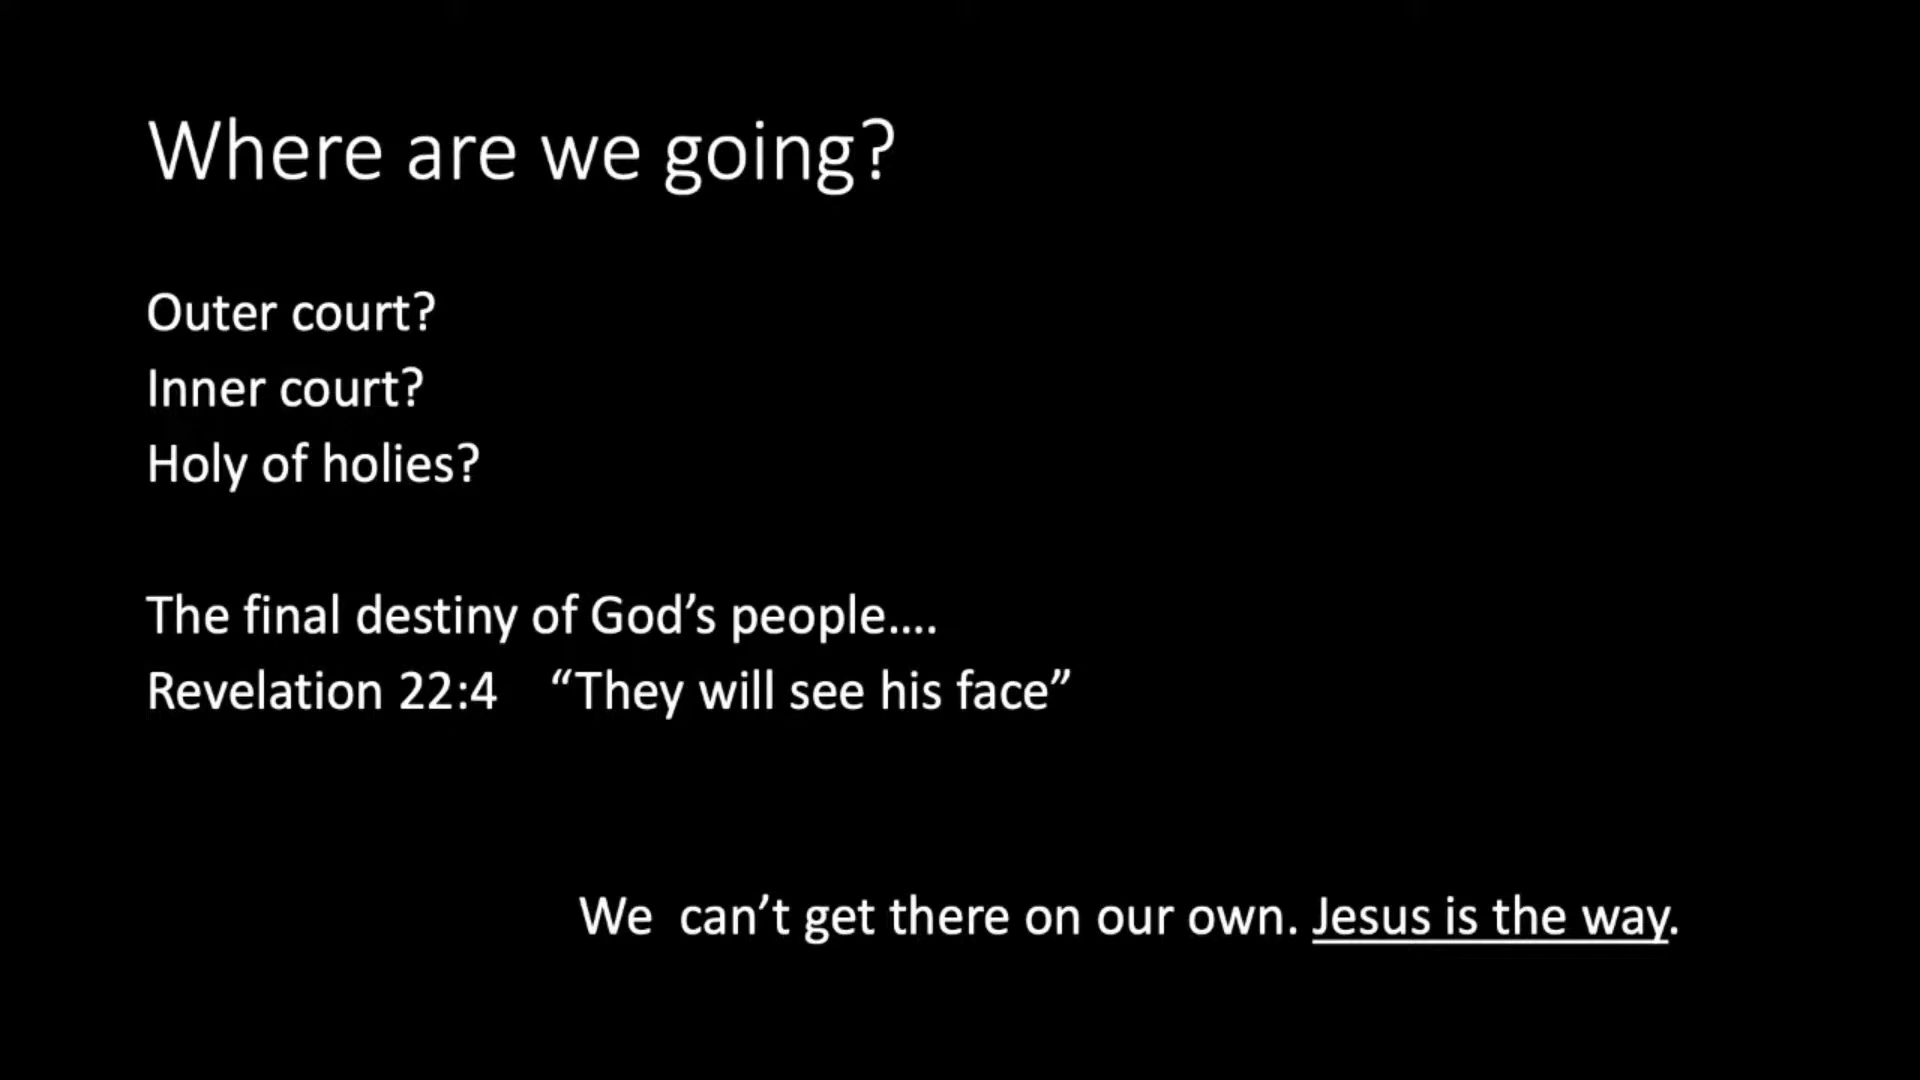 Where are we going?
Outer court?
Inner court?
Holy of holies?
The final destiny of God’s people....
Revelation 22:4 “They will see his face”
We can’t get there on our own. Jesus is the way.